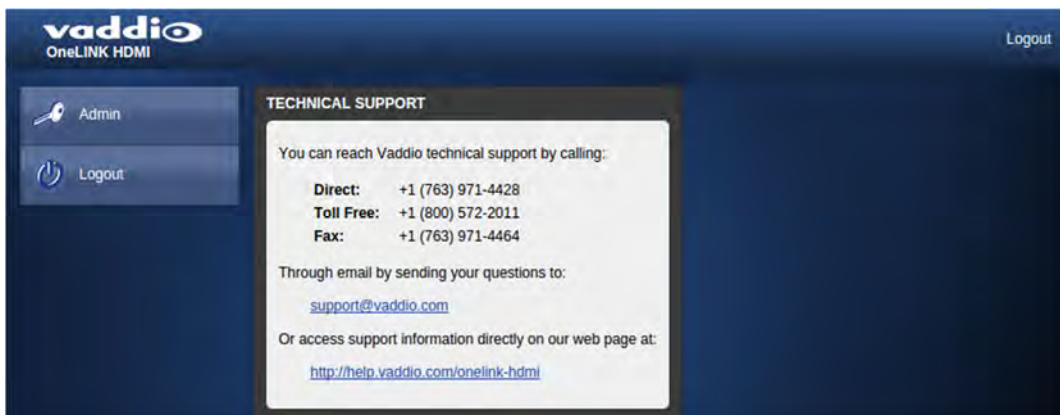 vaddio
OneLINK HDMI
Logout
Admin
Logout
TECHNICAL SUPPORT
You can reach Vaddio technical support by calling:
Direct: +1 (763) 971-4428
Toll Free: +1 (800) 572-2011
Fax: +1 (763) 971-4464
Through email by sending your questions to:
support@vaddio.com
Or access support information directly on our web page at:
http://help.vaddio.com/onelink-hdmi